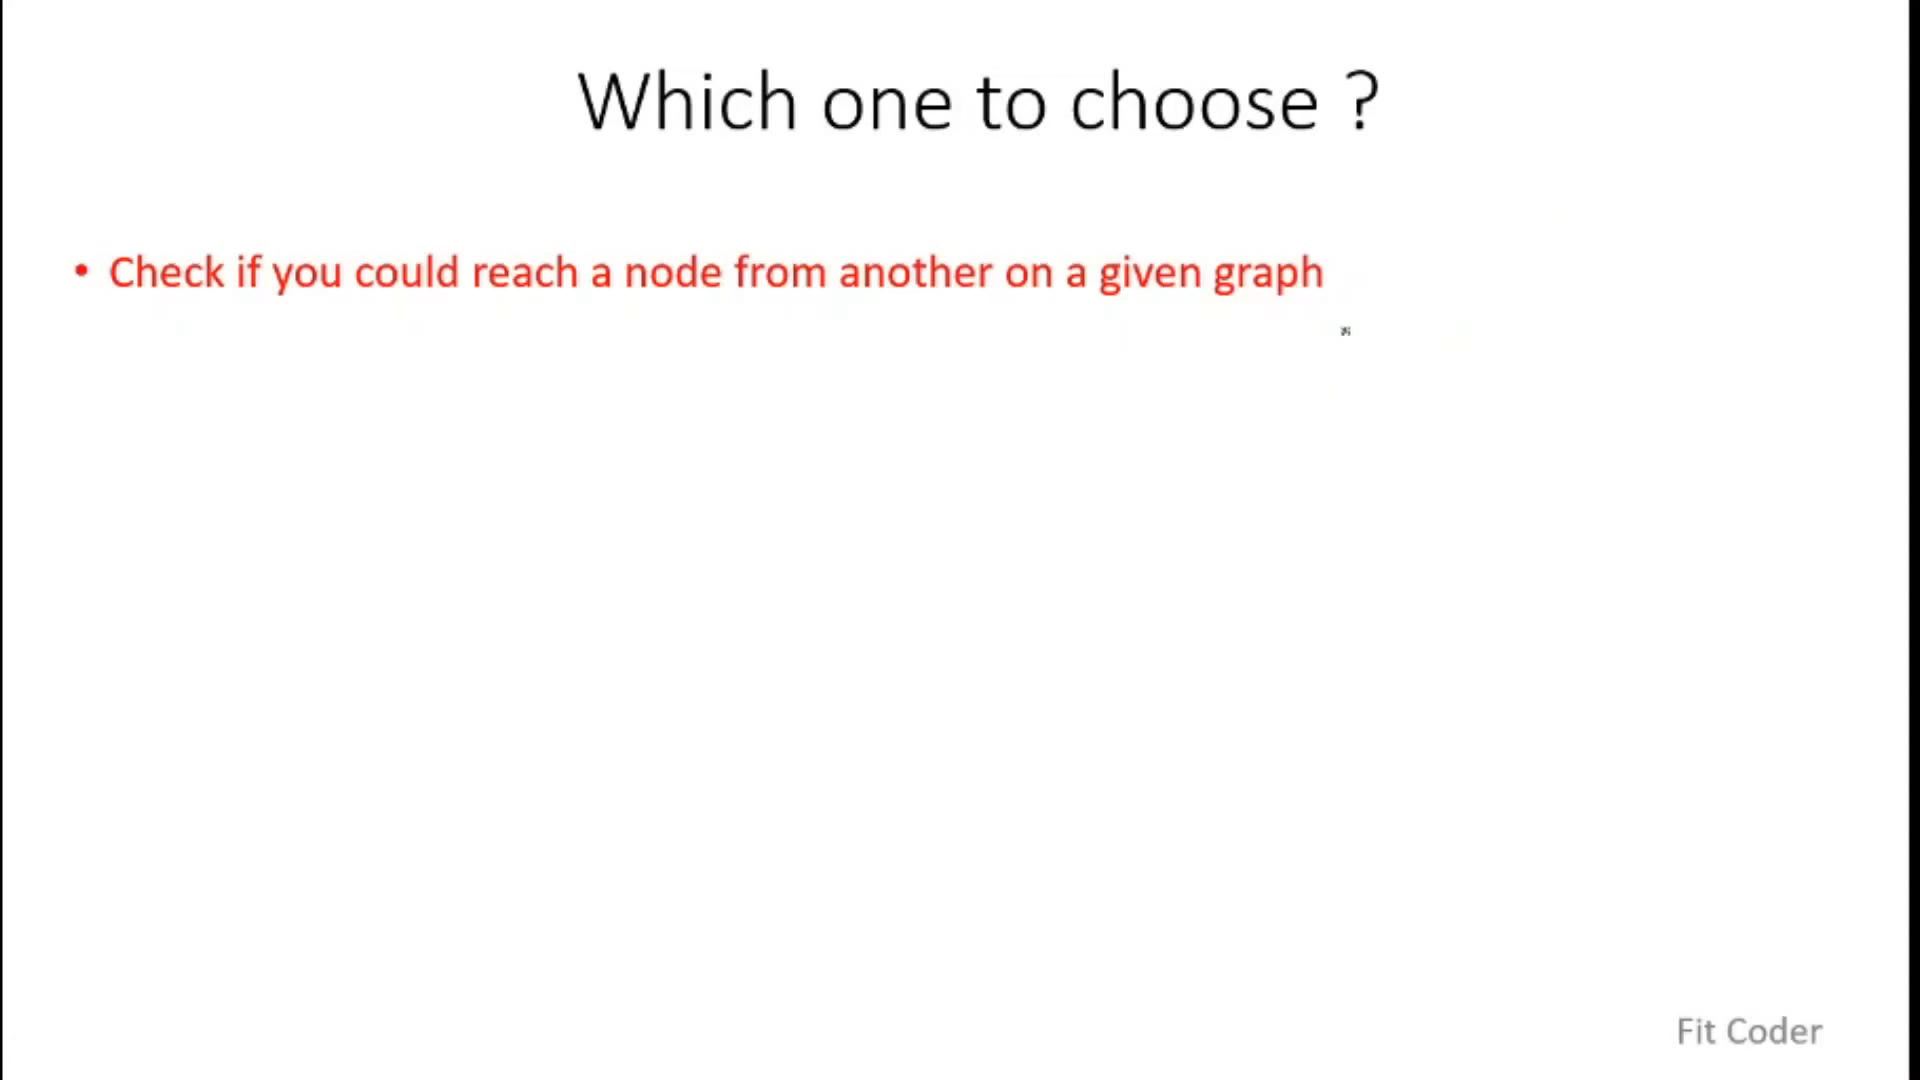 Which one to choose ?
• Check if you could reach a node from another on a given graph
Fit Coder